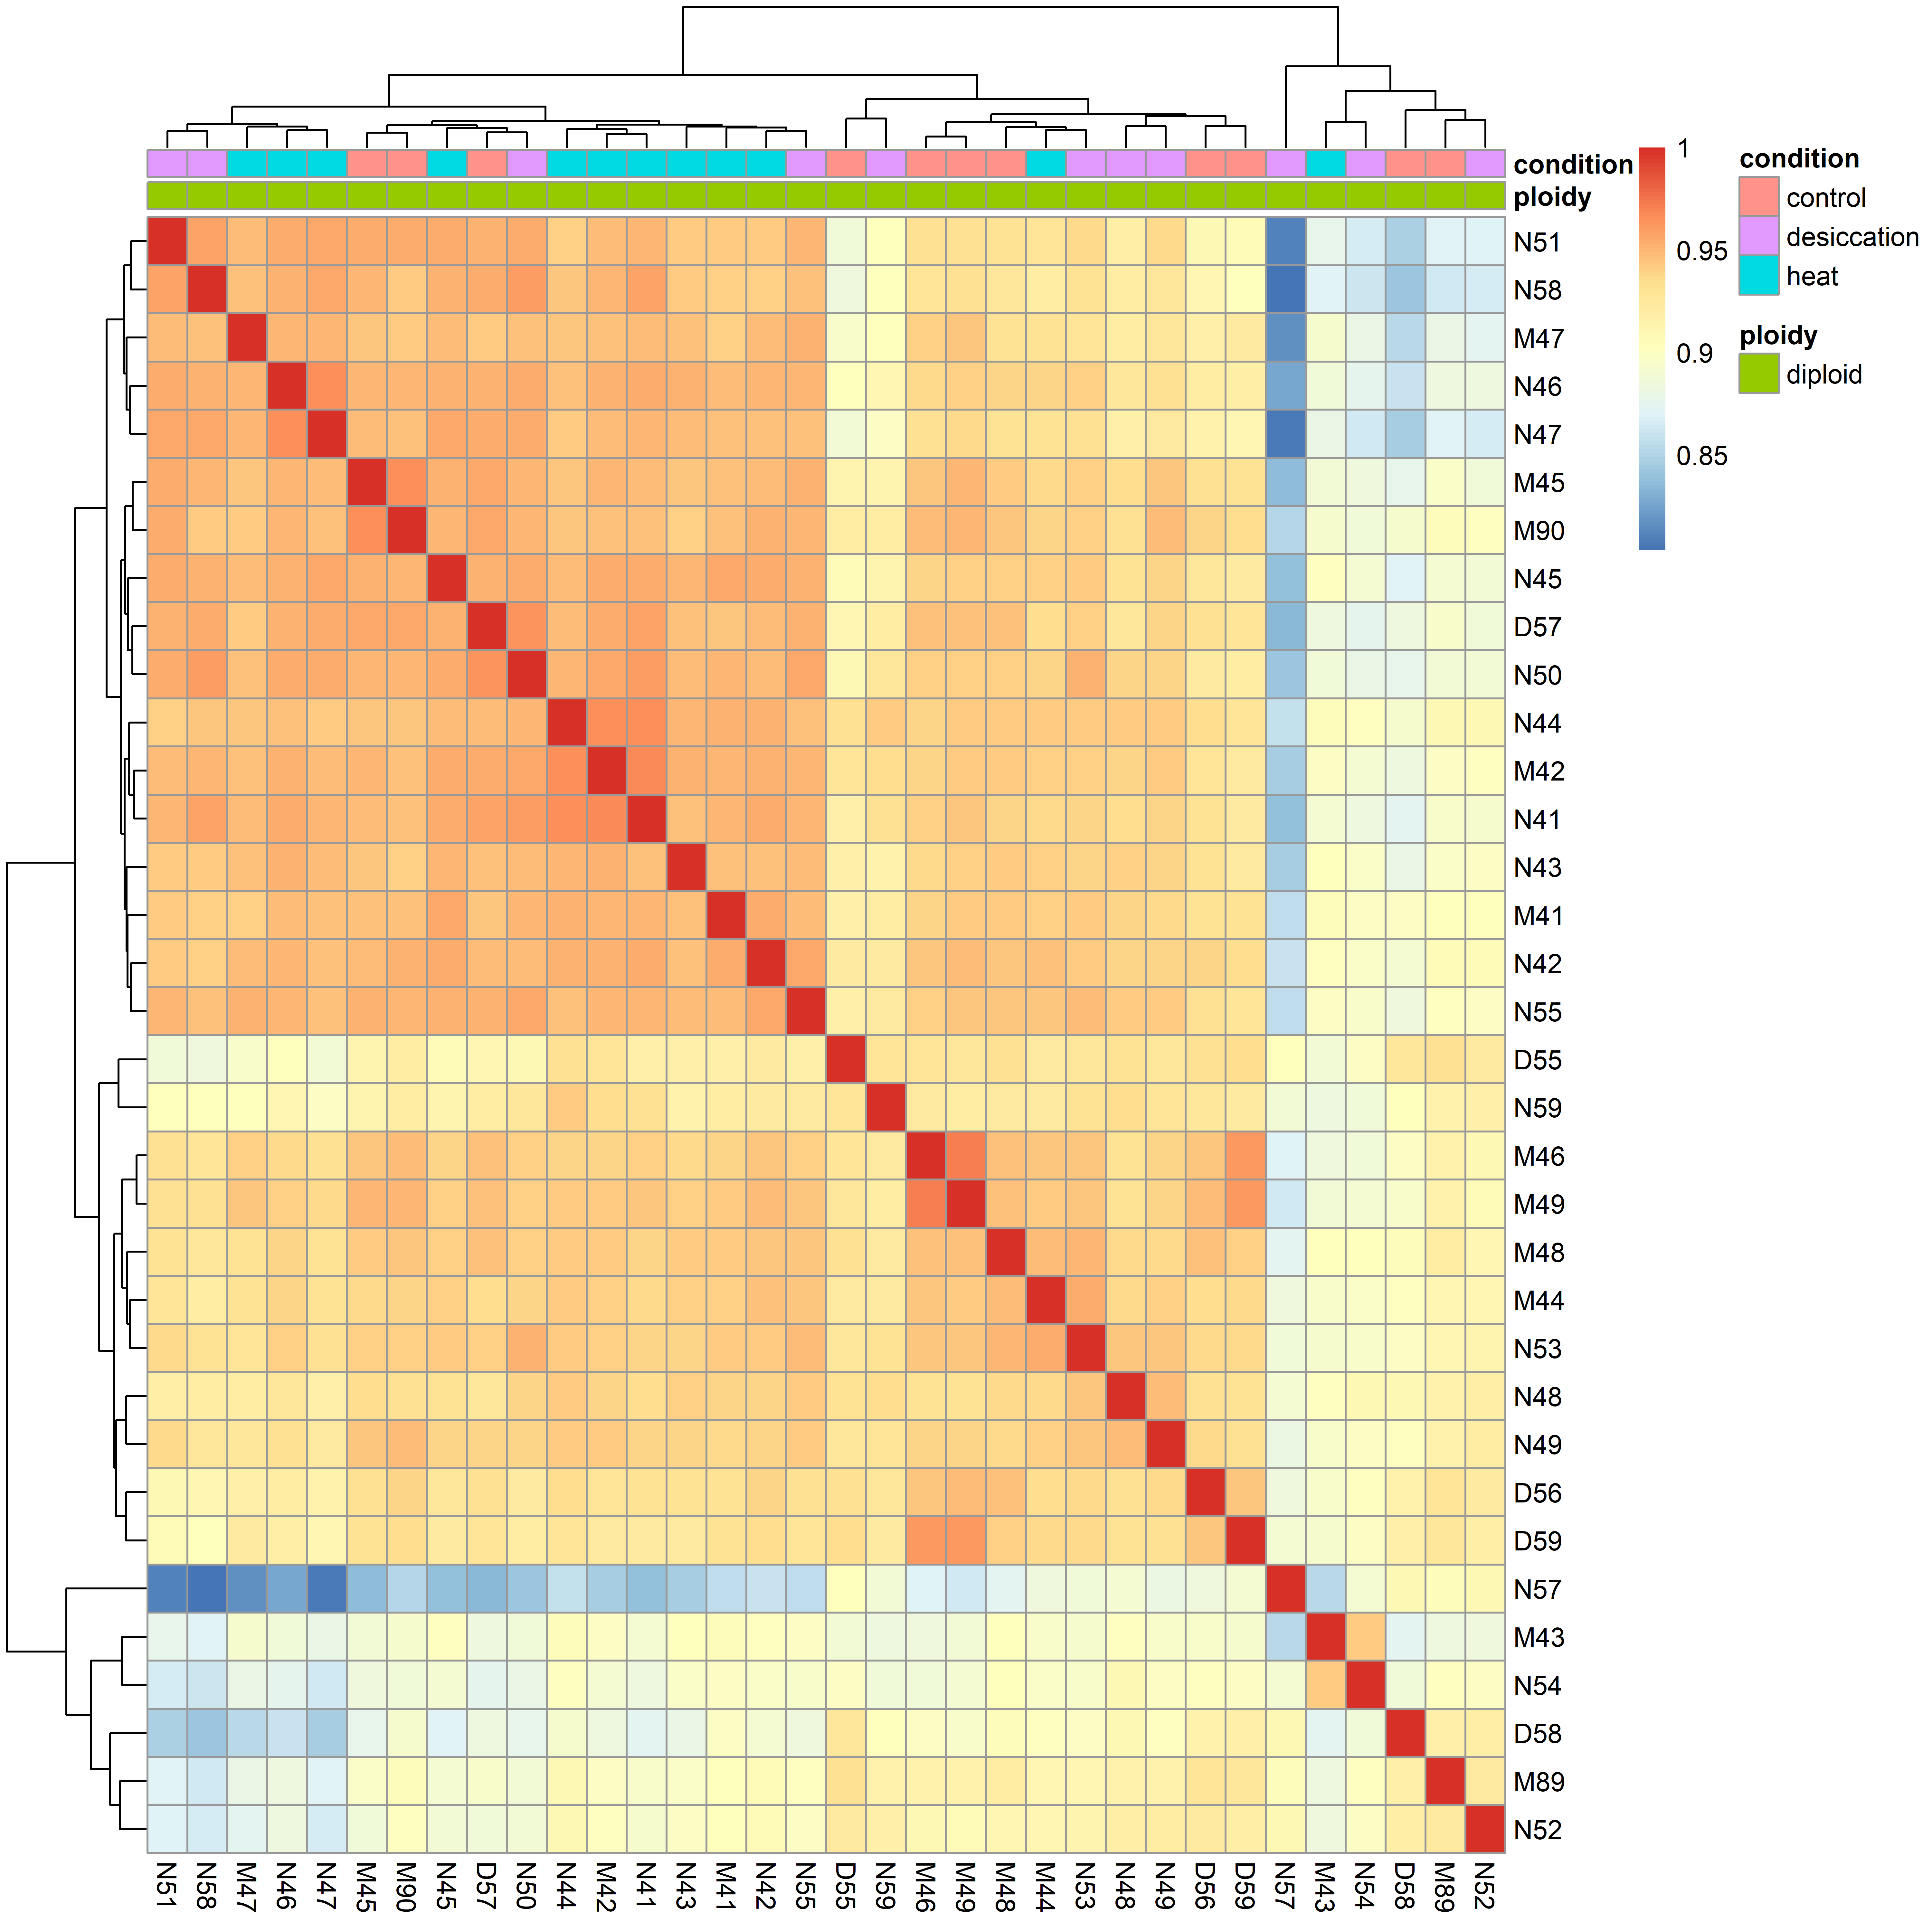 condition
ploidy
1
0.95
0.9
0.85
condition
control
desiccation
heat
ploidy
diploid
N51
N58
M47
N46
N47
M45
M90
N45
D57
N50
N44
M42
N41
N43
M41
N42
N55
D55
N59
M46
M49
M48
M44
N53
N48
N49
D56
D59
N57
M43
N54
D58
M89
N52
N51 N58 M47 N46 N47 M45 M90 N45 D57 N50 N44 M42 N41 N43 M41 N42 N55 D55 N59 M46 M49 M48 M44 N53 N48 N49 D56 D59 N57 M43 N54 D58 M89 N52